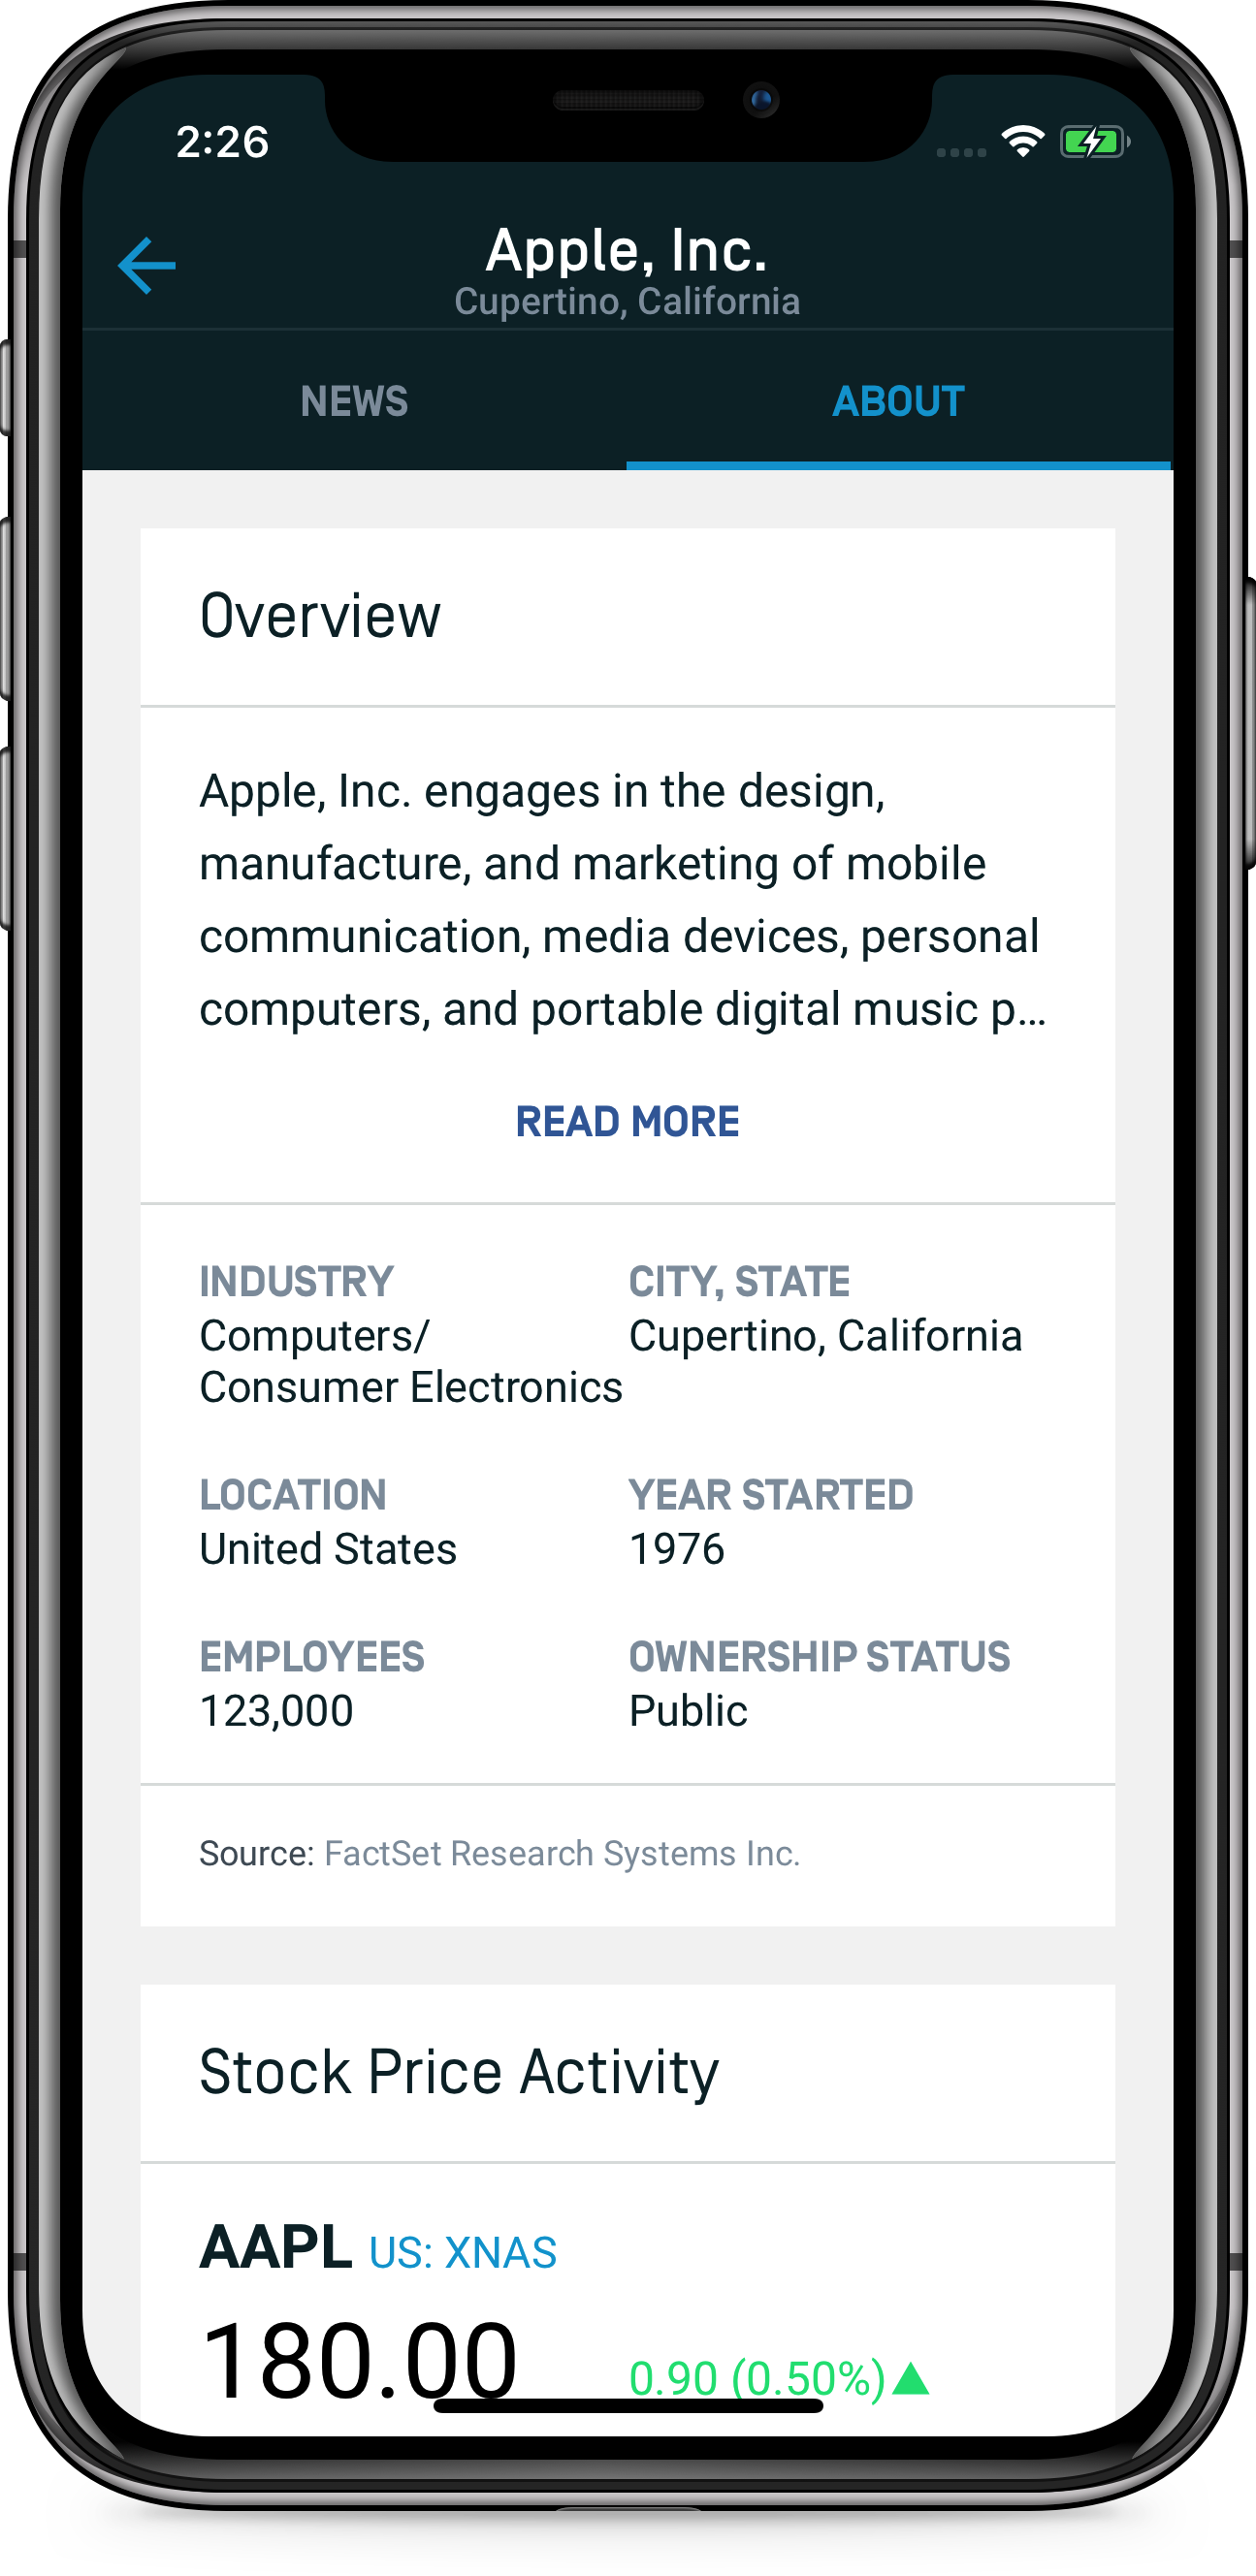 2:26
Apple, Inc.
Cupertino, California
NEWS
ABOUT
Overview
Apple, Inc. engages in the design,
manufacture, and marketing of mobile
communication, media devices, personal
computers, and portable digital music p...
READ MORE
INDUSTRY
Computers/
Consumer Electronics
CITY, STATE
Cupertino, California
LOCATION
United States
YEAR STARTED
1976
EMPLOYEES
123,000
OWNERSHIP STATUS
Public
Source: FactSet Research Systems Inc.
Stock Price Activity
AAPL US: XNAS
180.00
0.90 (0.50%)▲